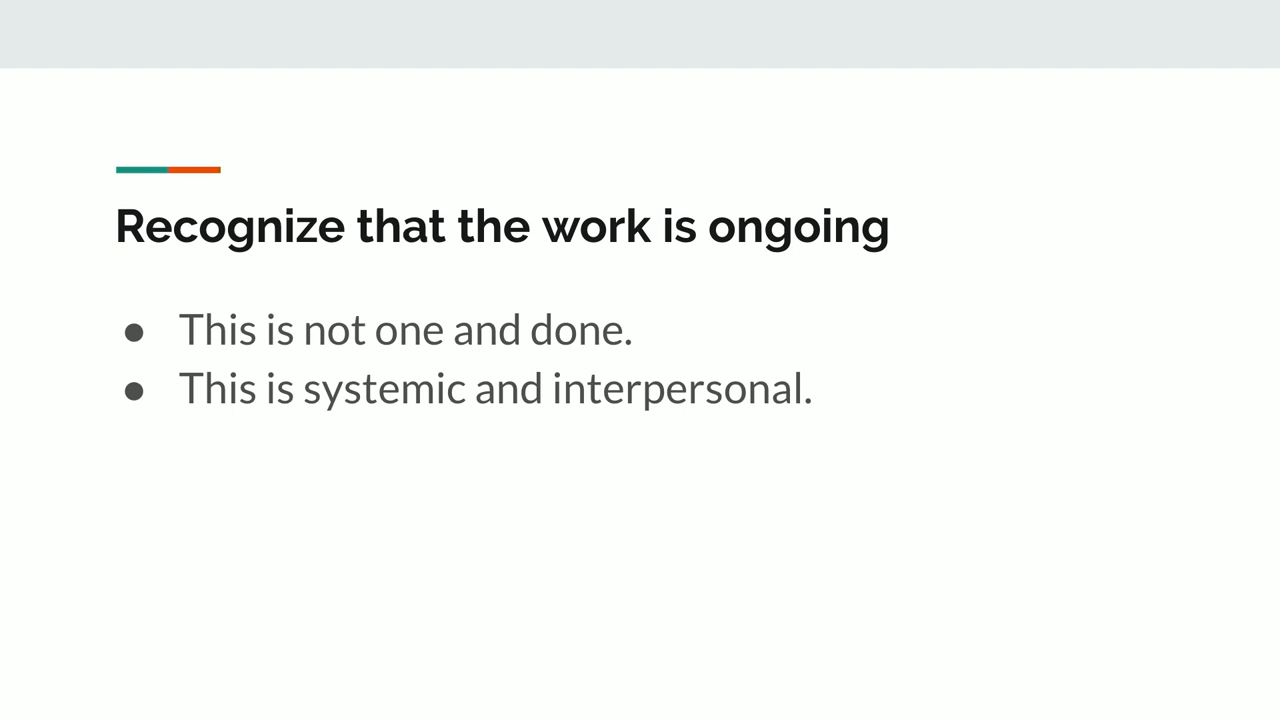 Recognize that the work is ongoing
● This is not one and done.
● This is systemic and interpersonal.